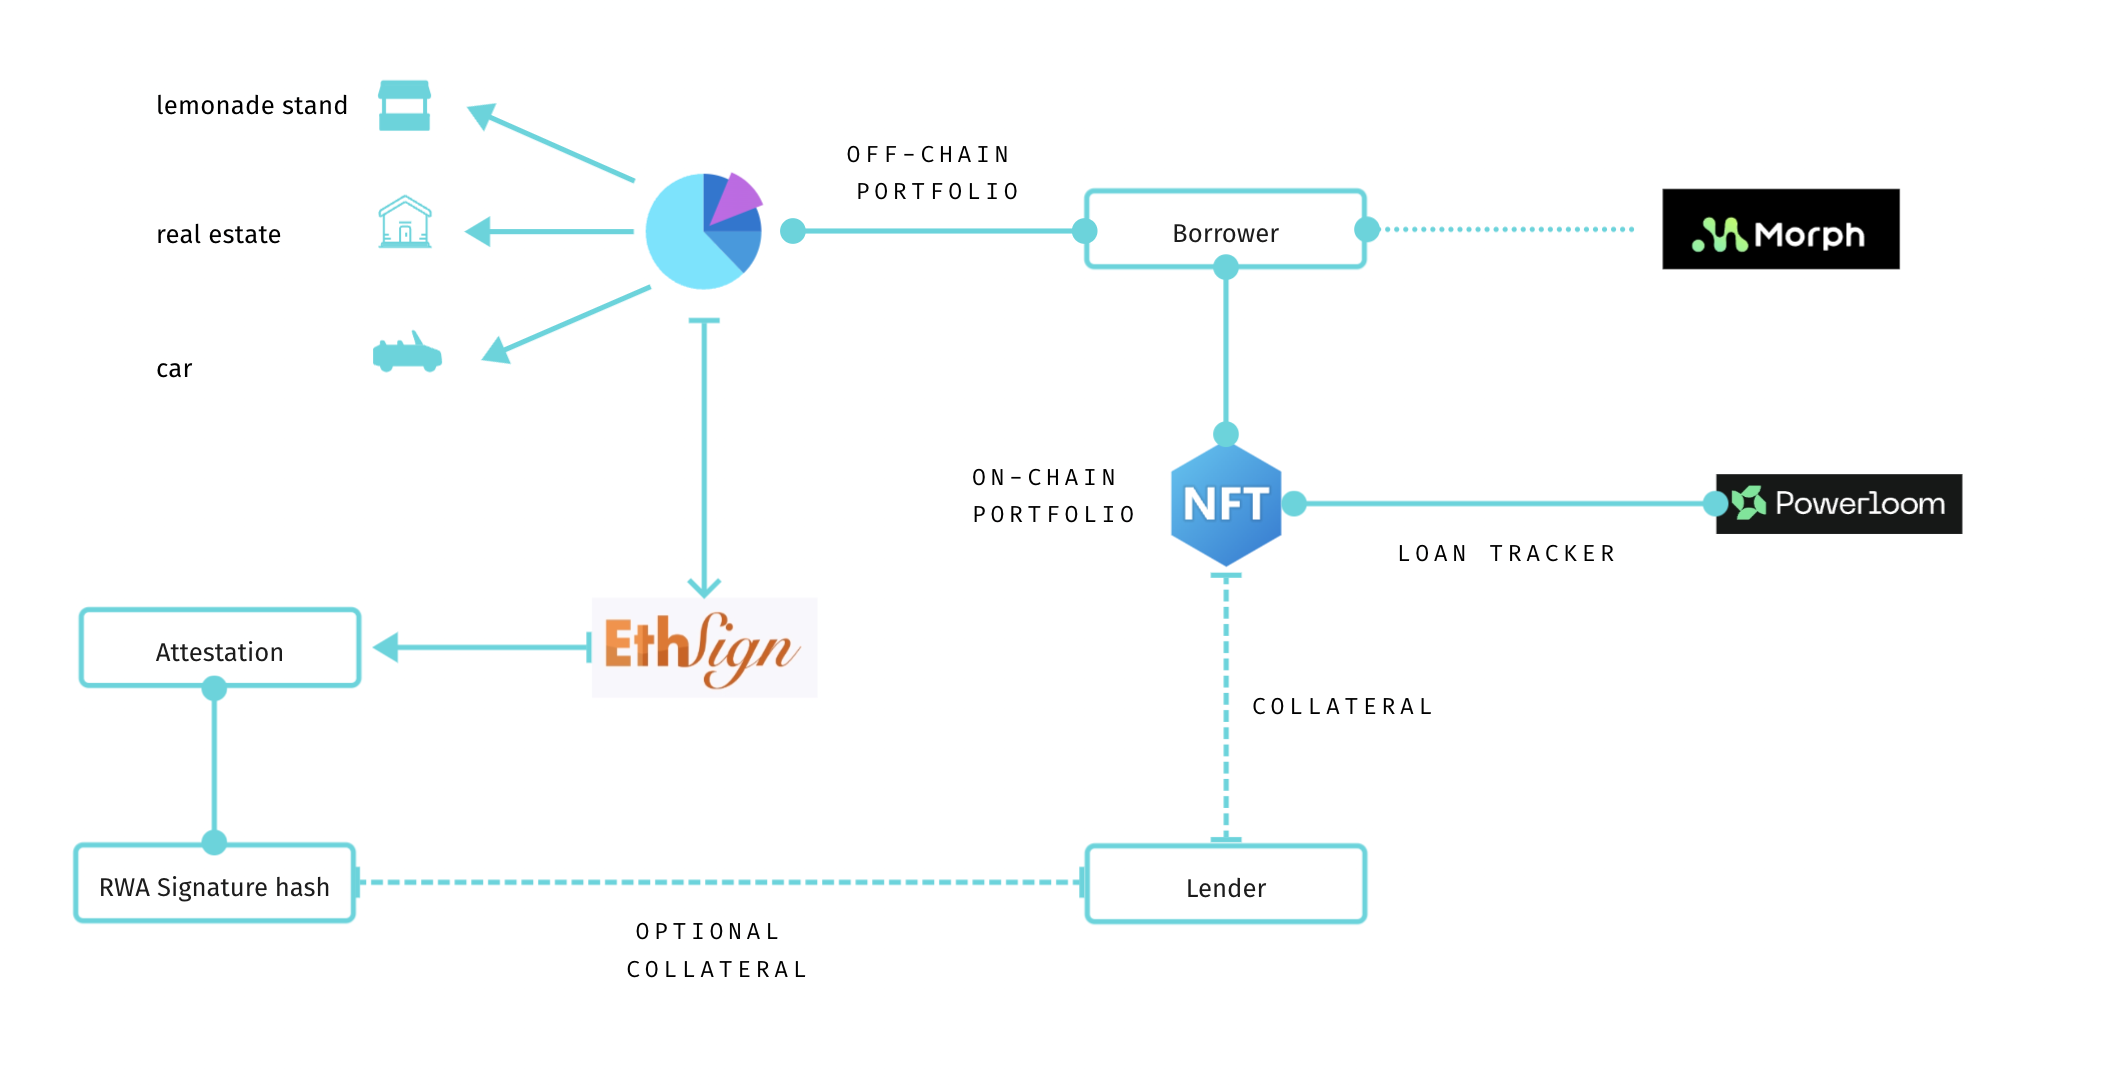 lemonade stand
OFF-CHAIN
PORTFOLIO
real estate
Borrower
Morph
car
ON-CHAIN
PORTFOLIO
NFT
Powerloom
LOAN TRACKER
EthSign
Attestation
COLLATERAL
RWA Signature hash
Lender
OPTIONAL
COLLATERAL